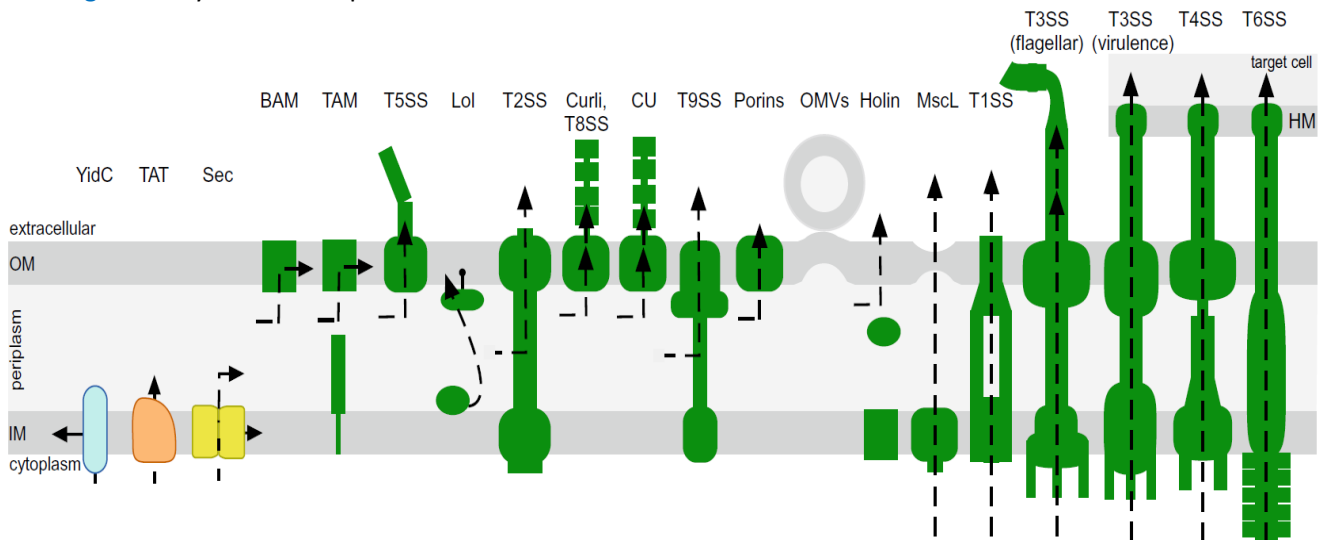 T3SS T3SS T4SS T6SS
(flagellar) (virulence)
target cell
BAM TAM T5SS Lol T2SS Curli, CU T9SS Porins OMVs Holin MscL T1SS
T8SS
HM
YidC TAT Sec
extracellular
OM
periplasm
IM
cytoplasm